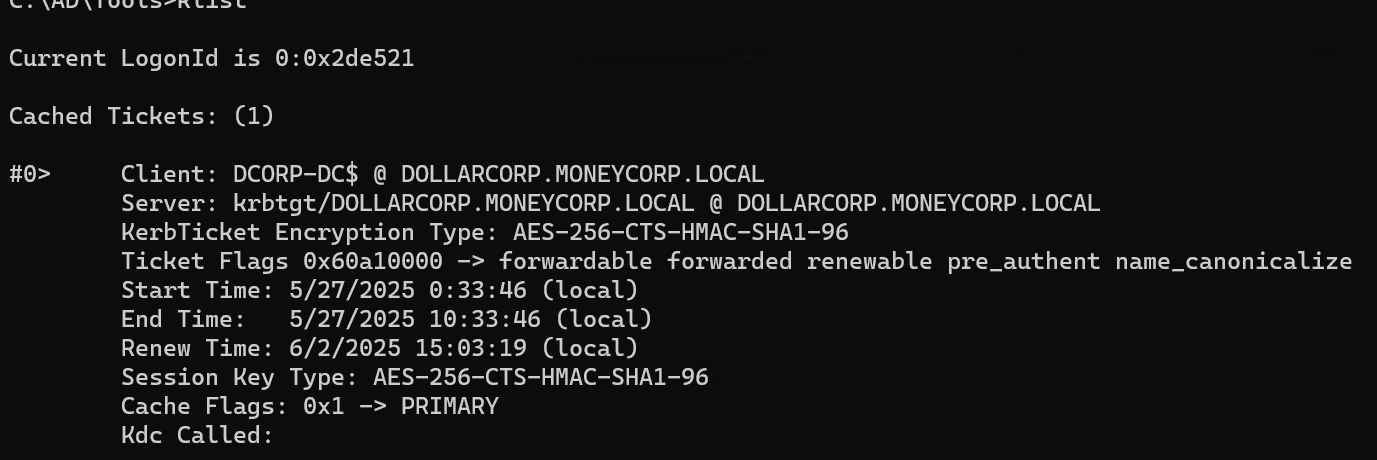 C:\AD\Tools>klist
Current LogonId is 0:0x2de521
Cached Tickets: (1)
#0> Client: DCORP-DC$ @ DOLLARCORP.MONEYCORP.LOCAL
Server: krbtgt/DOLLARCORP.MONEYCORP.LOCAL @ DOLLARCORP.MONEYCORP.LOCAL
KerbTicket Encryption Type: AES-256-CTS-HMAC-SHA1-96
Ticket Flags 0x60a10000 -> forwardable forwarded renewable pre_authent name_canonicalize
Start Time: 5/27/2025 0:33:46 (local)
End Time: 5/27/2025 10:33:46 (local)
Renew Time: 6/2/2025 15:03:19 (local)
Session Key Type: AES-256-CTS-HMAC-SHA1-96
Cache Flags: 0x1 -> PRIMARY
Kdc Called: